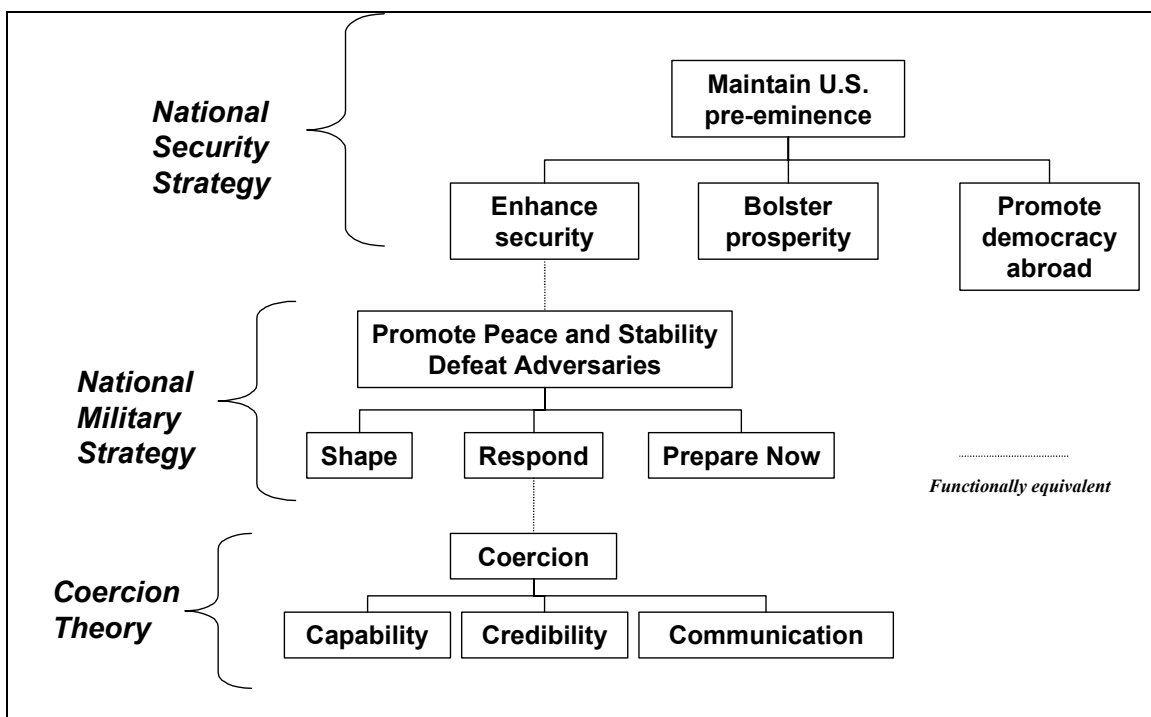 National
Security
Strategy
Maintain U.S.
pre-eminence
Enhance
security
Bolster
prosperity
Promote
democracy
abroad
National
Military
Strategy
Promote Peace and Stability
Defeat Adversaries
Shape
Respond
Prepare Now
Functionally equivalent
Coercion
Theory
Coercion
Capability
Credibility
Communication